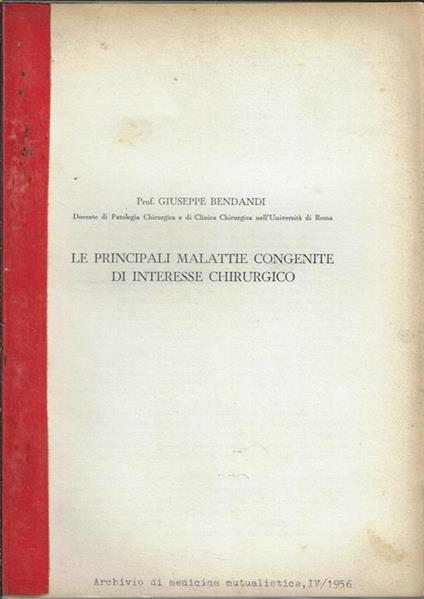 Prof. GIUSEPPE BENDANDI
Docente di Patologia Chirurgica e di Clinica Chirurgica nell'Università di Roma
LE PRINCIPALI MALATTIE CONGENITE
DI INTERESSE CHIRURGICO
Archivio di medicina mutualistica,IV/1956